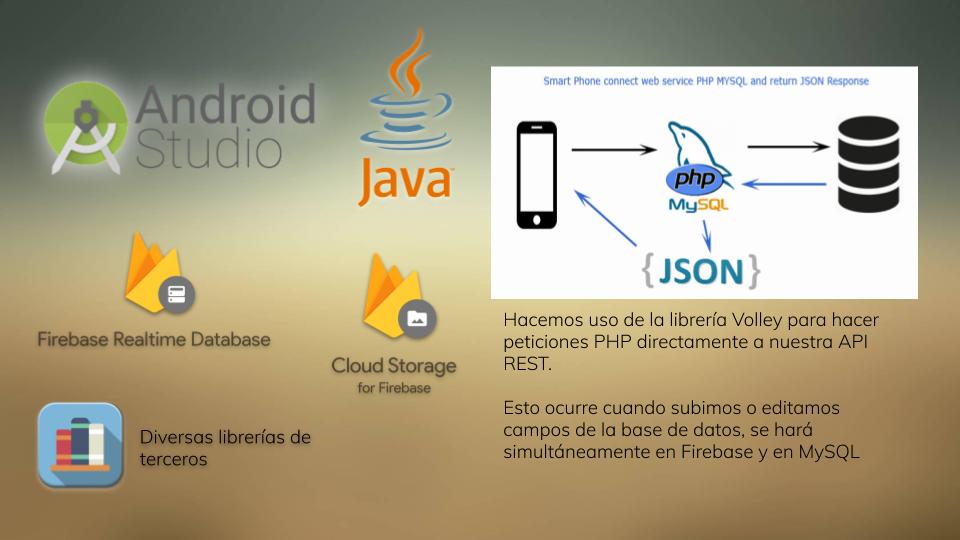 Android
Studio
Java™
Smart Phone connect web service PHP MYSQL and return JSON Response
php
MySQL
{JSON}
Firebase Realtime Database
Cloud Storage
for Firebase
Diversas librerías de
terceros
Hacemos uso de la librería Volley para hacer
peticiones PHP directamente a nuestra API
REST.
Esto ocurre cuando subimos o editamos
campos de la base de datos, se hará
simultáneamente en Firebase y en MySQL